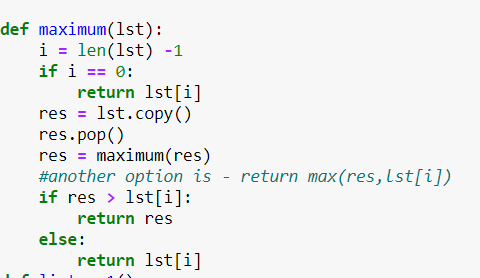 def maximum(lst):
    i = len(lst) -1
    if i == 0:
        return lst[i]
    res = lst.copy()
    res.pop()
    res = maximum(res)
    #another option is - return max(res,lst[i])
    if res > lst[i]:
        return res
    else:
        return lst[i]